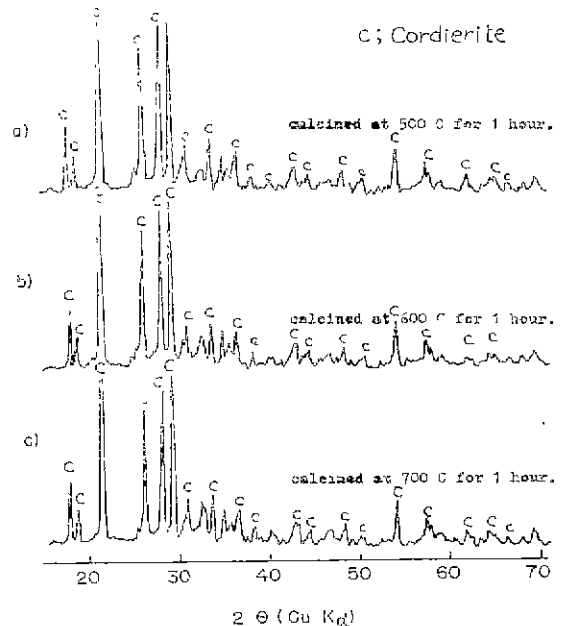 c; Cordierite
a)
calcined at 500 C for 1 hour.
C C C C C C C C C C C C C C C C C C C C
b)
calcined at 600 C for 1 hour.
C C C C C C C C C C C C C C C C C C C
c)
calcined at 700 C for 1 hour.
C C C C C C C C C C C C C C C C C C C
20 30 40 50 60 70
2 Θ (Cu Kα)